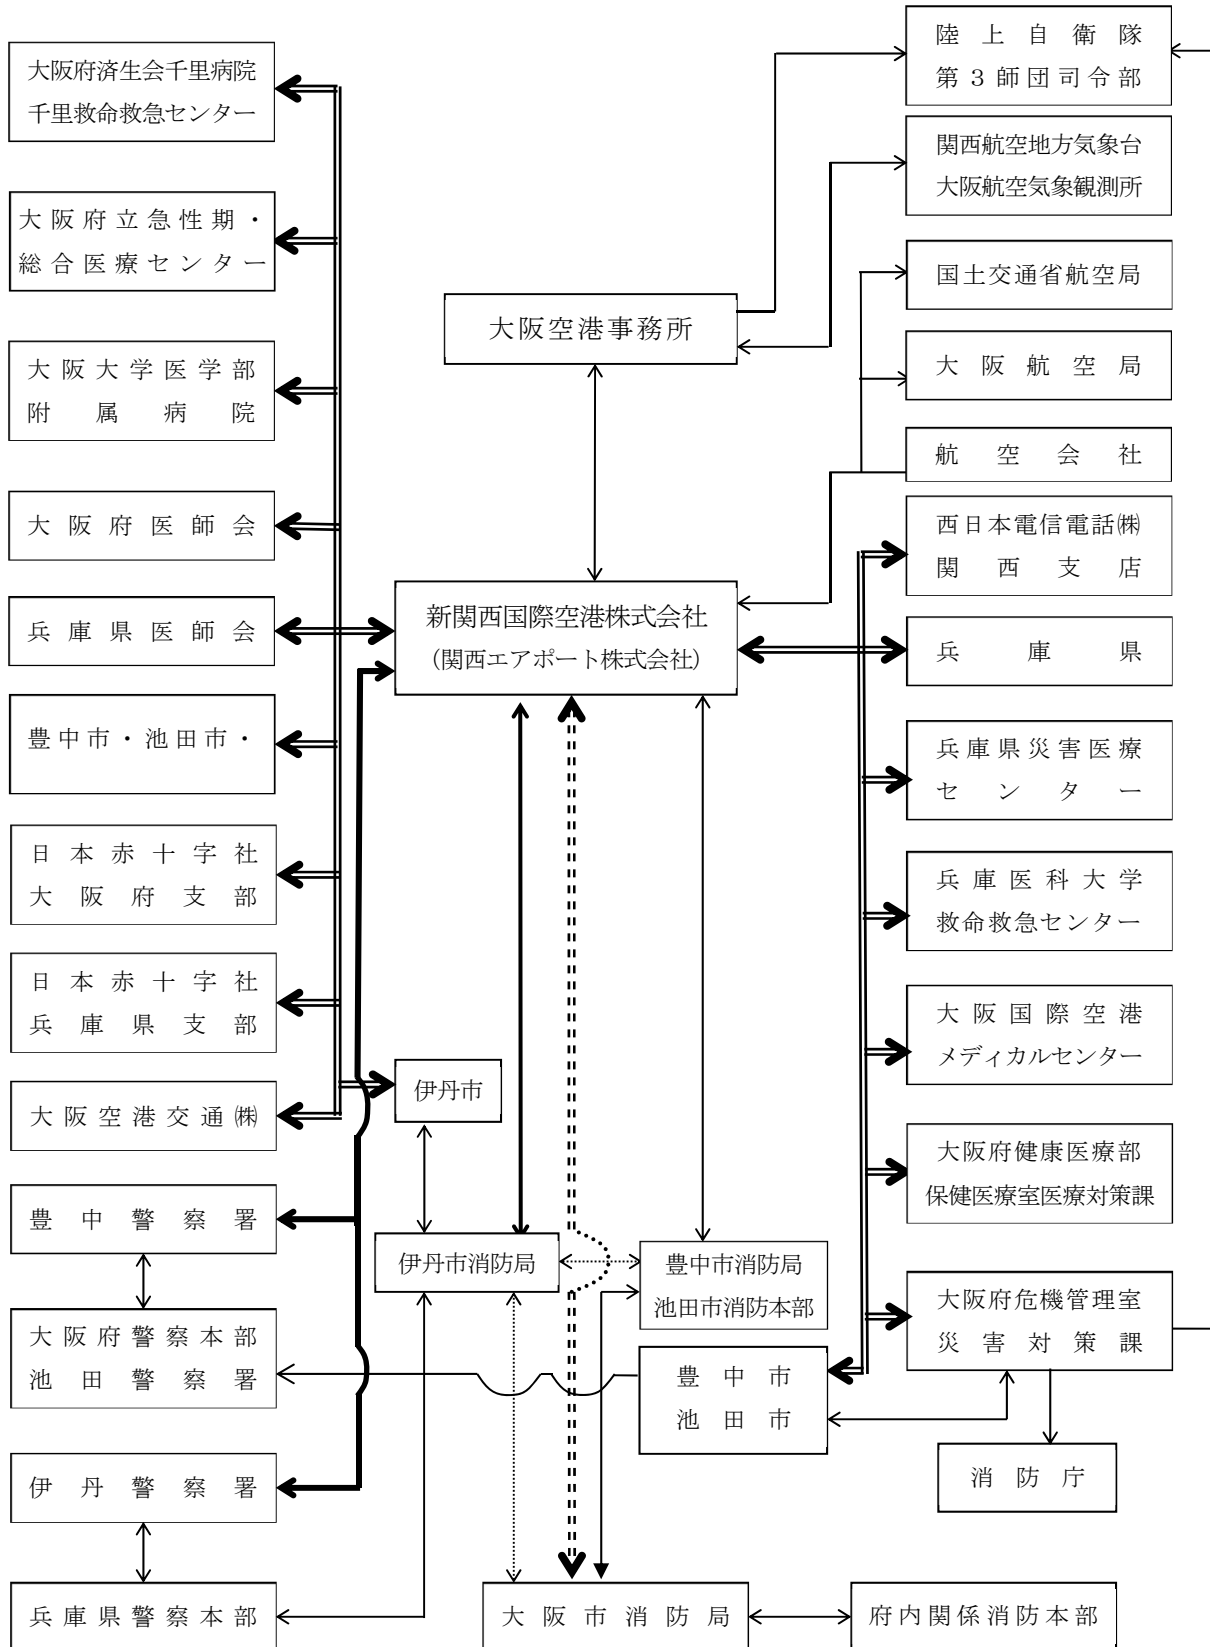 大阪府済生会千里病院
千里救命救急センター
大阪府立急性期・
総合医療センター
大阪大学医学部
附属病院
大阪府医師会
兵庫県医師会
豊中市・池田市・
日本赤十字社
大阪府支部
日本赤十字社
兵庫県支部
大阪空港交通㈱
豊中警察署
大阪府警察本部
池田警察署
伊丹警察署
兵庫県警察本部
大阪空港事務所
新関西国際空港株式会社
(関西エアポート株式会社)
伊丹市
伊丹市消防局
豊中市消防局
池田市消防本部
豊中市
池田市
大阪市消防局
陸上自衛隊
第3師団司令部
関西航空地方気象台
大阪航空気象観測所
国土交通省航空局
大阪航空局
航空会社
西日本電信電話㈱
関西支店
兵庫県
兵庫県災害医療
センター
兵庫医科大学
救命救急センター
大阪国際空港
メディカルセンター
大阪府健康医療部
保健医療室医療対策課
大阪府危機管理室
災害対策課
消防庁
府内関係消防本部